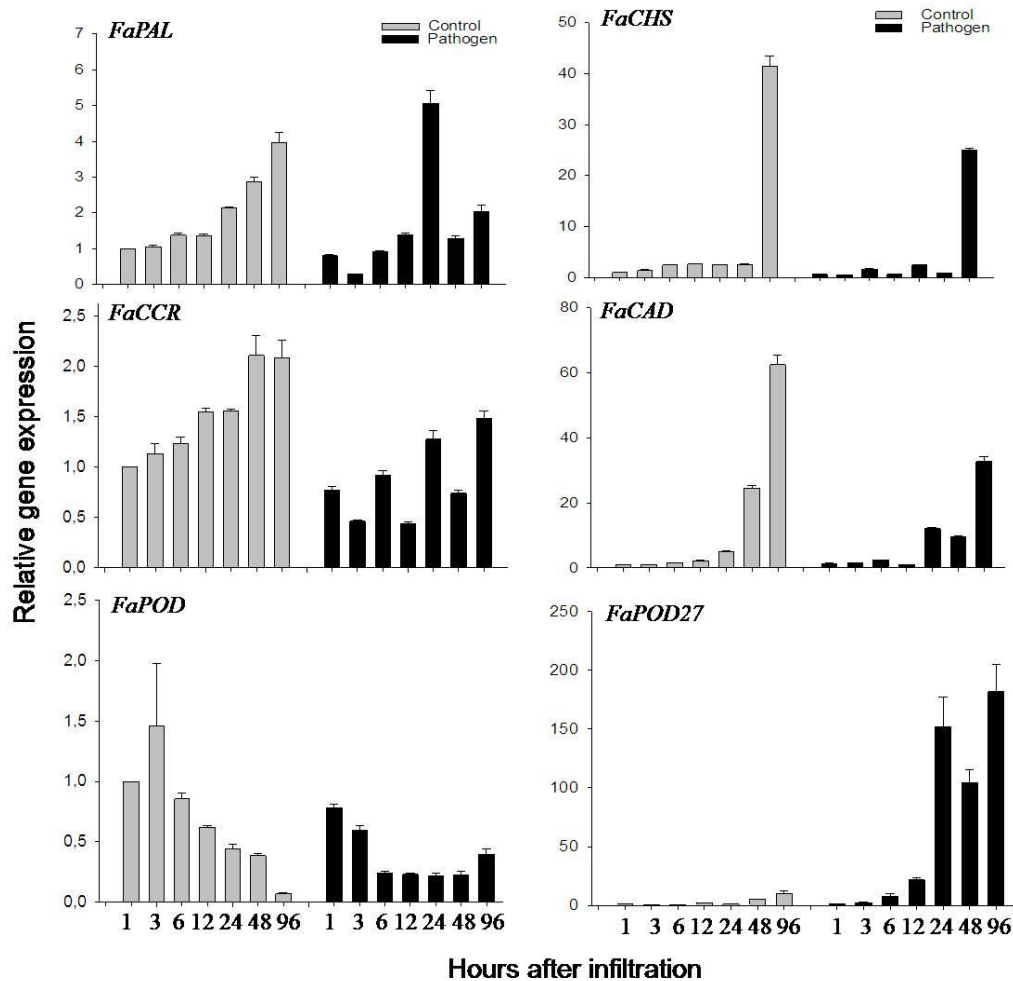 FaPAL
Control
Pathogen
7
6
5
4
3
2
1
0
FaCHS
Control
Pathogen
50
40
30
20
10
0
FaCCR
2,5
2,0
1,5
1,0
0,5
0,0
FaCAD
80
60
40
20
0
Relative gene expression
FaPOD
2,5
2,0
1,5
1,0
0,5
0,0
1 3 6 12 24 48 96 1 3 6 12 24 48 96
FaPOD27
250
200
150
100
50
0
1 3 6 12 24 48 96 1 3 6 12 24 48 96
Hours after infiltration